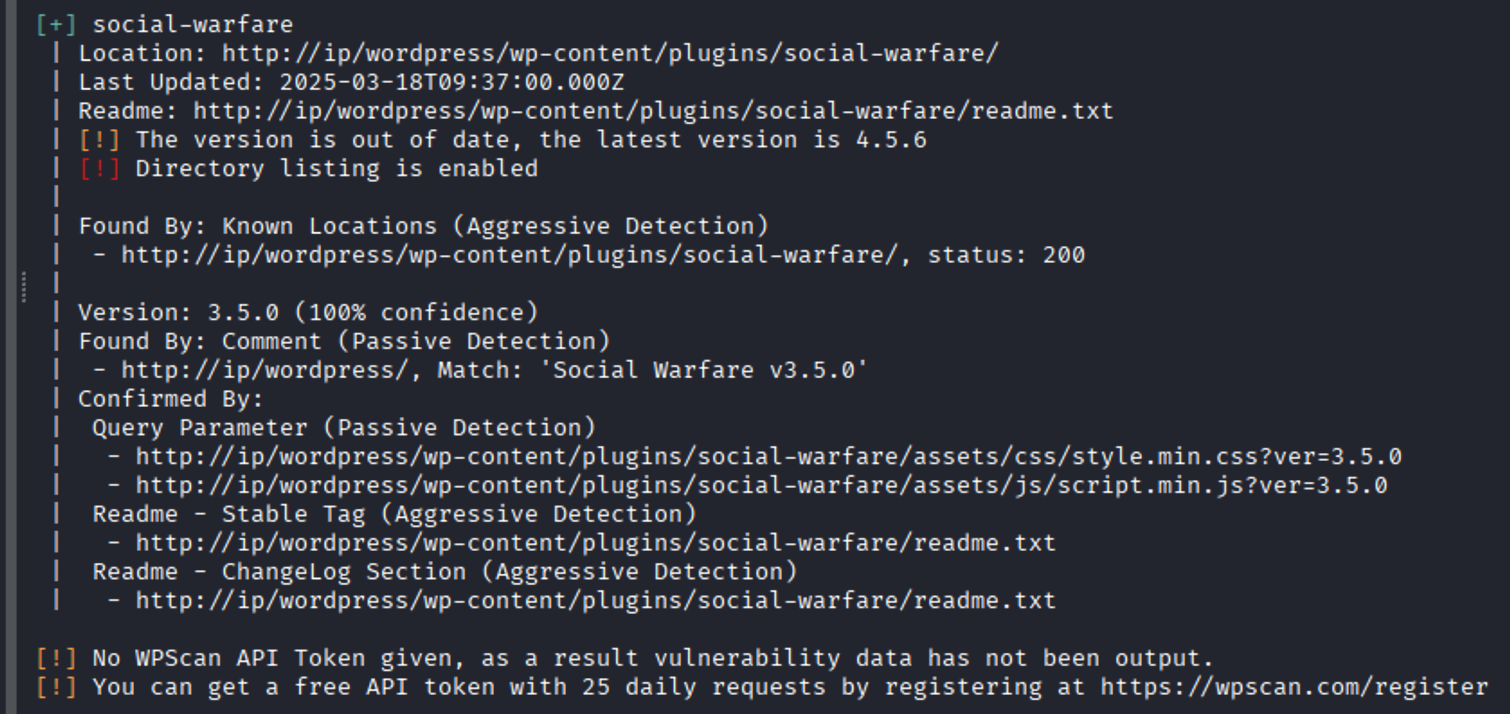 [+] social-warfare
| Location: http://ip/wordpress/wp-content/plugins/social-warfare/
| Last Updated: 2025-03-18T09:37:00.000Z
| Readme: http://ip/wordpress/wp-content/plugins/social-warfare/readme.txt
| [!] The version is out of date, the latest version is 4.5.6
| [!] Directory listing is enabled
|
| Found By: Known Locations (Aggressive Detection)
|  - http://ip/wordpress/wp-content/plugins/social-warfare/, status: 200
|
| Version: 3.5.0 (100% confidence)
| Found By: Comment (Passive Detection)
|  - http://ip/wordpress/, Match: 'Social Warfare v3.5.0'
| Confirmed By:
|  Query Parameter (Passive Detection)
|   - http://ip/wordpress/wp-content/plugins/social-warfare/assets/css/style.min.css?ver=3.5.0
|   - http://ip/wordpress/wp-content/plugins/social-warfare/assets/js/script.min.js?ver=3.5.0
|  Readme - Stable Tag (Aggressive Detection)
|   - http://ip/wordpress/wp-content/plugins/social-warfare/readme.txt
|  Readme - ChangeLog Section (Aggressive Detection)
|   - http://ip/wordpress/wp-content/plugins/social-warfare/readme.txt
[!] No WPScan API Token given, as a result vulnerability data has not been output.
[!] You can get a free API token with 25 daily requests by registering at https://wpscan.com/register